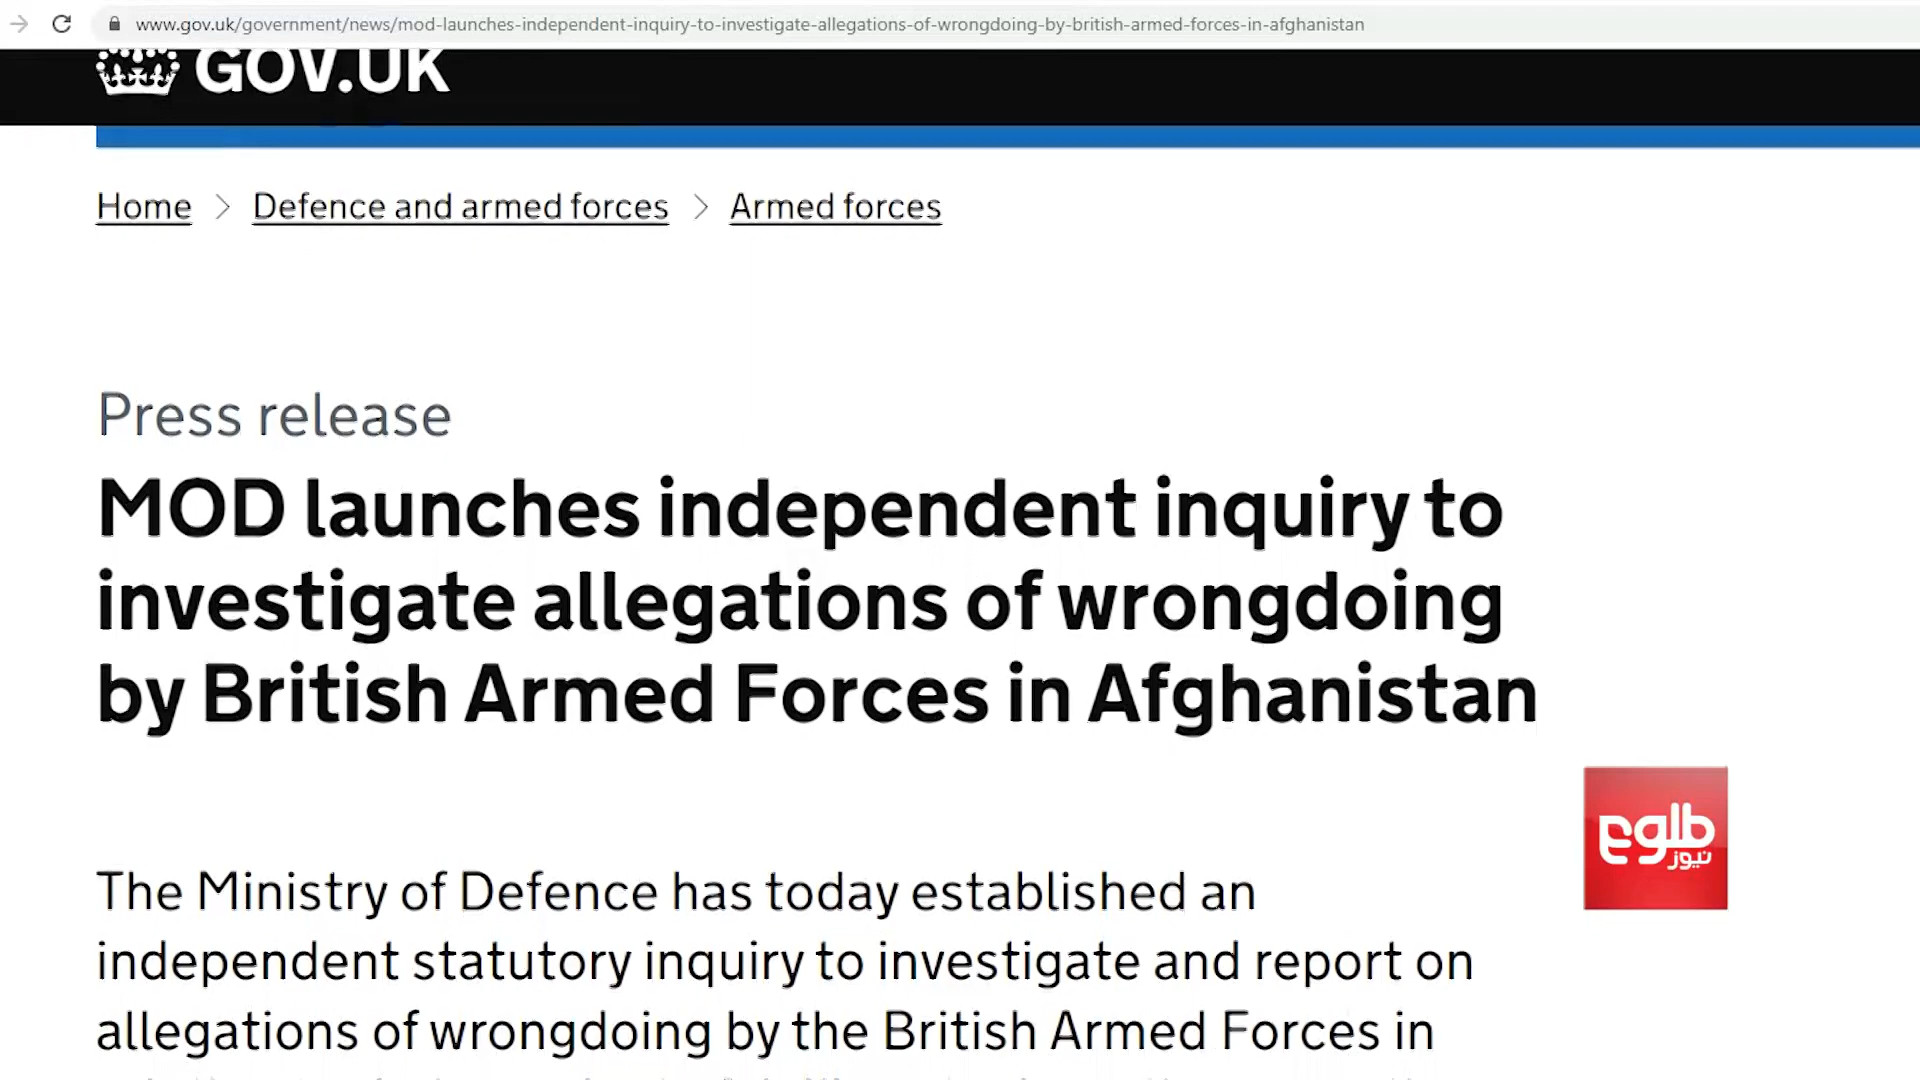 www.gov.uk/government/news/mod-launches-independent-inquiry-to-investigate-allegations-of-wrongdoing-by-british-armed-forces-in-afghanistan
GOV.UK
Home > Defence and armed forces > Armed forces
Press release
MOD launches independent inquiry to
investigate allegations of wrongdoing
by British Armed Forces in Afghanistan
طلوع
نیوز
The Ministry of Defence has today established an
independent statutory inquiry to investigate and report on
allegations of wrongdoing by the British Armed Forces in